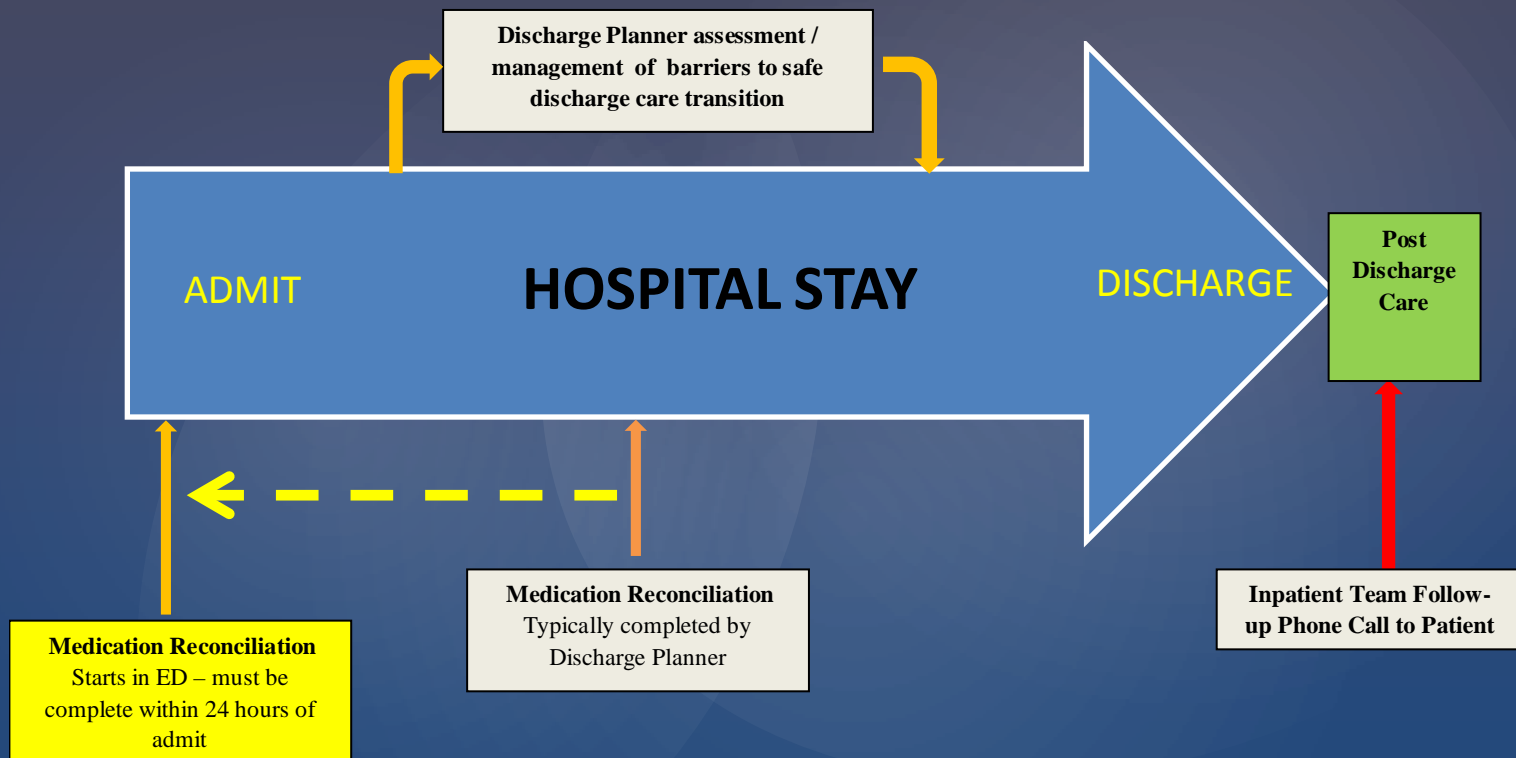 Discharge Planner assessment /
management of barriers to safe
discharge care transition
ADMIT
HOSPITAL STAY
DISCHARGE
Post
Discharge
Care
Medication Reconciliation
Starts in ED – must be
complete within 24 hours of
admit
Medication Reconciliation
Typically completed by
Discharge Planner
Inpatient Team Follow-
up Phone Call to Patient